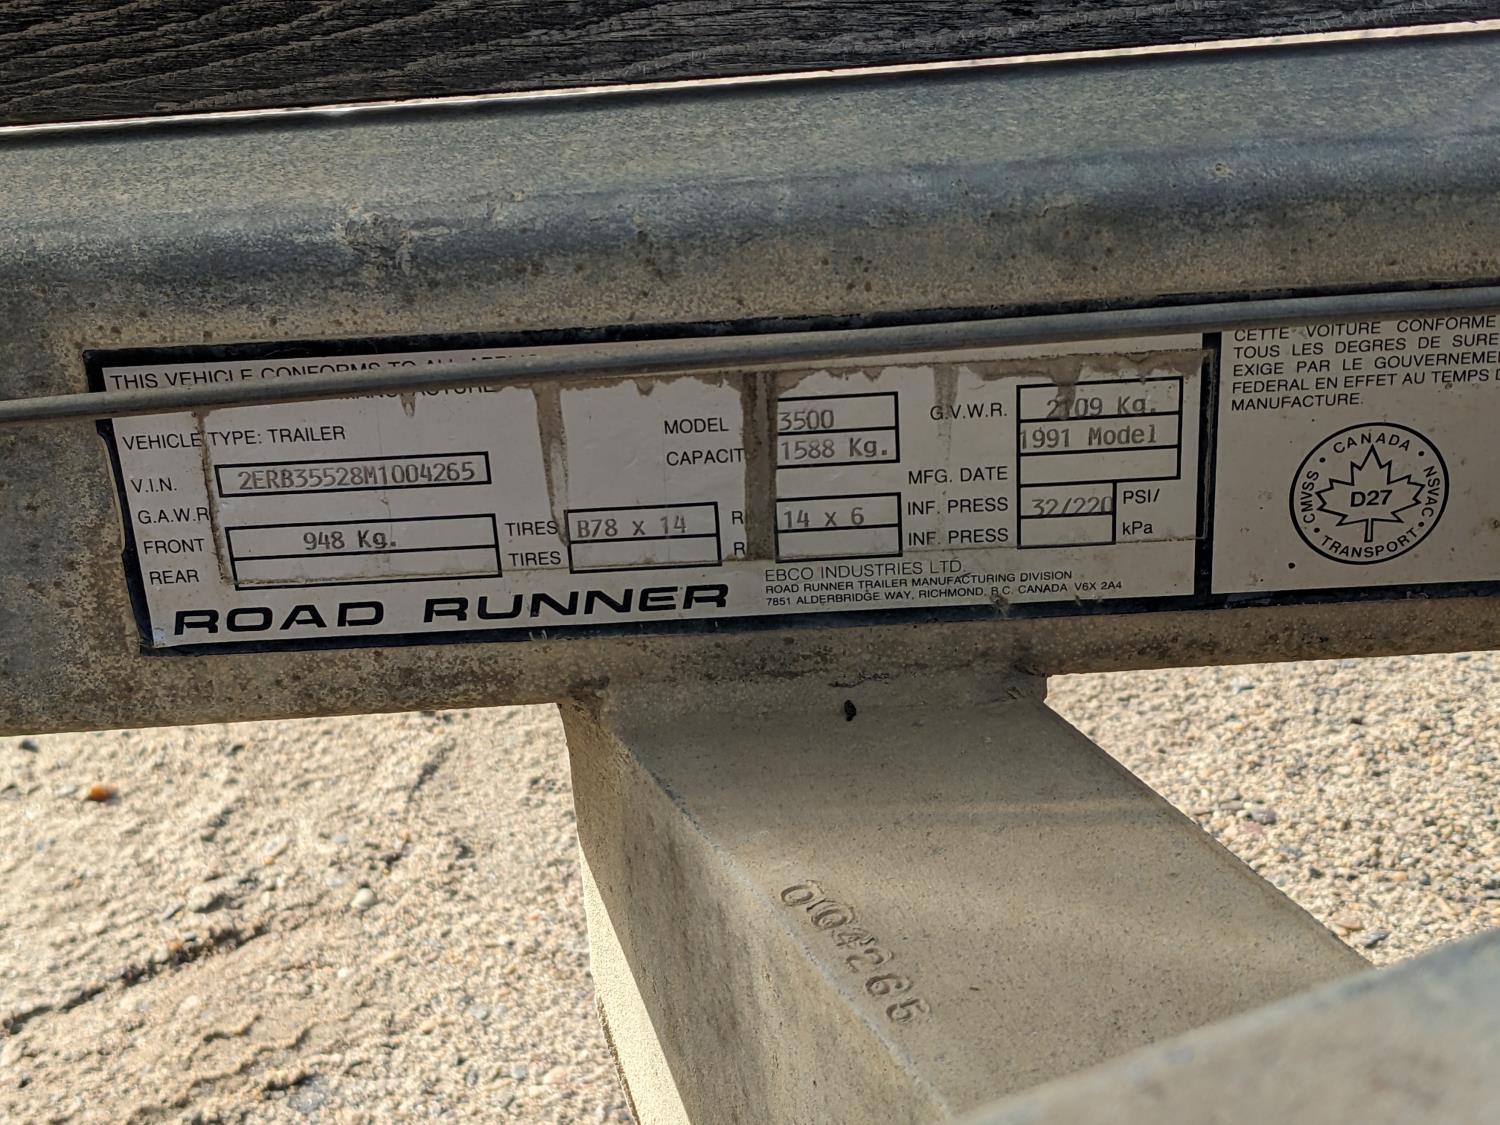 THIS VEHICLE CONFORMS TO ALL
MANUFACTURE
VEHICLE TYPE: TRAILER
V.I.N. 2ERB35528M1004265
G.A.W.R
FRONT 948 Kg. TIRES B78 x 14 R 14 x 6 INF. PRESS 32/220 PSI/
REAR TIRES R INF. PRESS kPa
MODEL 3500 G.V.W.R. 2109 Kg.
CAPACIT 1588 Kg. 1991 Model
MFG. DATE
ROAD RUNNER
EBCO INDUSTRIES LTD.
ROAD RUNNER TRAILER MANUFACTURING DIVISION
7851 ALDERBRIDGE WAY, RICHMOND, B.C. CANADA V6X 2A4
CETTE VOITURE CONFORME
TOUS LES DEGRES DE SURE
EXIGE PAR LE GOUVERNEME
FEDERAL EN EFFET AU TEMPS D
MANUFACTURE.
CANADA
CMVSS D27 NSVAC
TRANSPORT
004265